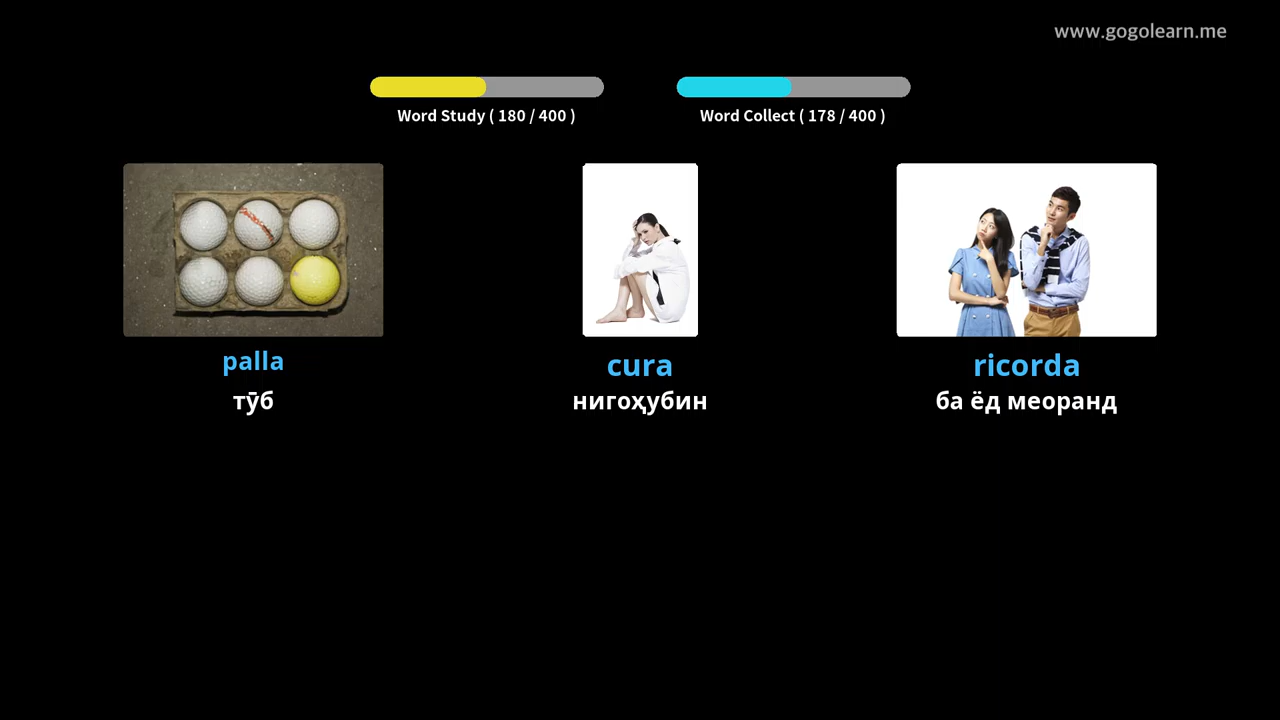 www.gogolearn.me
Word Study ( 180 / 400 )
Word Collect ( 178 / 400 )
palla
cura
ricorda
тӯб
нигоҳубин
ба ёд меоранд